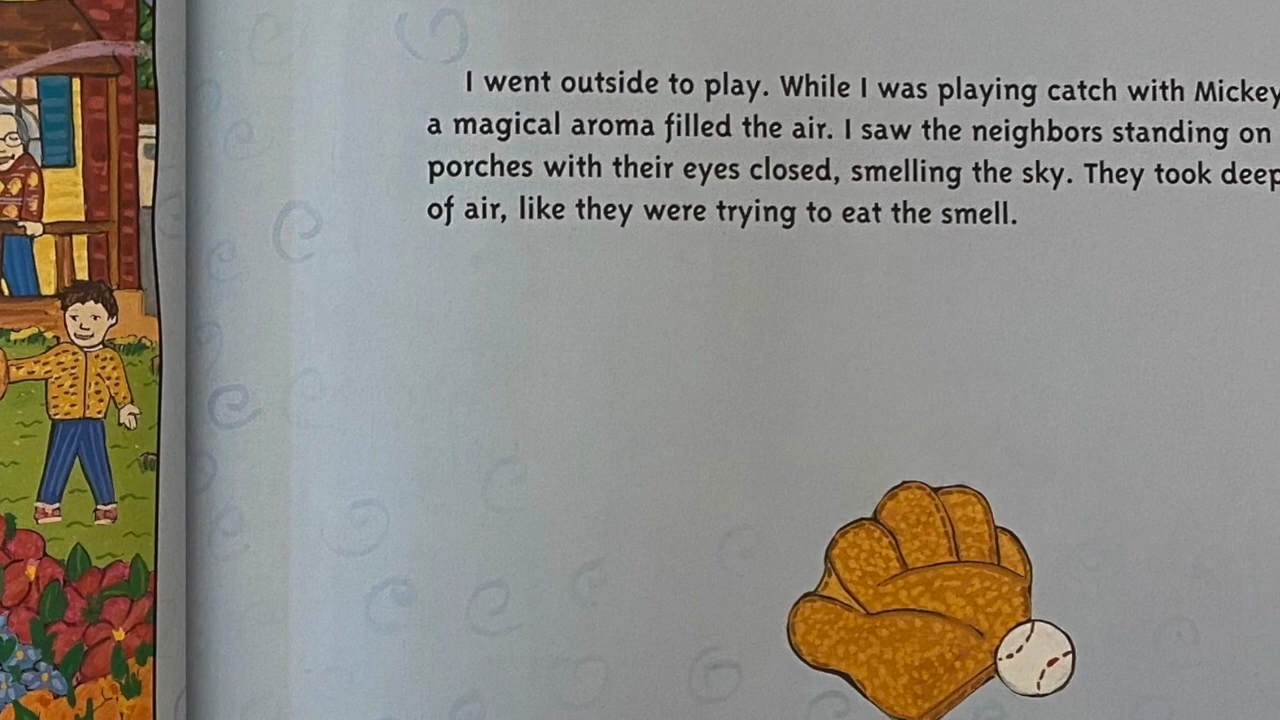 I went outside to play. While I was playing catch with Mickey
a magical aroma filled the air. I saw the neighbors standing on
porches with their eyes closed, smelling the sky. They took deep
of air, like they were trying to eat the smell.